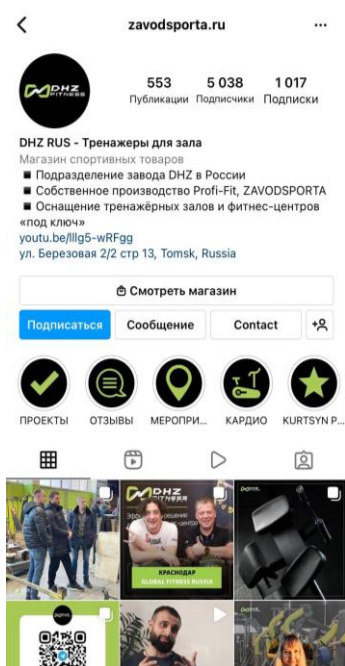 zavodsporta.ru
DHZ
FITNESS
553
5 038
1 017
Публикации
Подписчики
Подписки
DHZ RUS - Тренажеры для зала
Магазин спортивных товаров
Подразделение завода DHZ в
России
Собственное производство Profi-Fit, ZAVODSPORTA
Оснащение тренажёрных залов и фитнес-центров
«под ключ»
youtu.be/lllg5-wRFgg
ул. Березовая 2/2 стр 13, Tomsk, Russia
Смотреть магазин
Подписаться
Сообщение
Contact
ПРОЕКТЫ
ОТЗЫВЫ
МЕРОПРИ...
КАРДИО
KURTSYN P...
DHZ
FITNESS
КРАСНОДАР
GLOBAL FITNESS RUSSIA